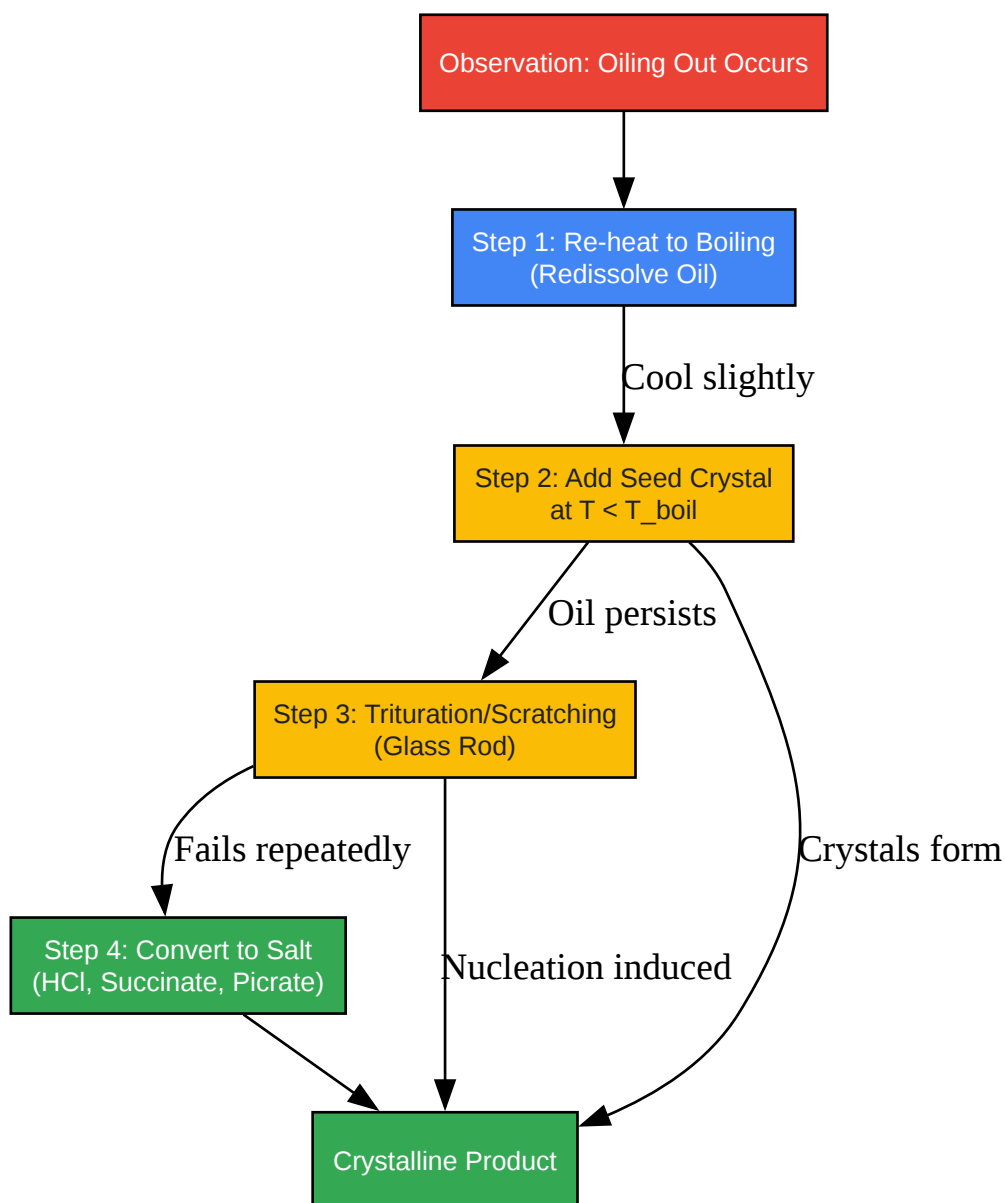 Observation: Oiling Out Occurs
Step 1: Re-heat to Boiling
(Redissolve Oil)
Cool slightly
Step 2: Add Seed Crystal
at T < T_boil
Oil persists
Step 3: Trituration/Scratching
(Glass Rod)
Fails repeatedly
Crystals form
Step 4: Convert to Salt
(HCl, Succinate, Picrate)
Nucleation induced
Crystalline Product